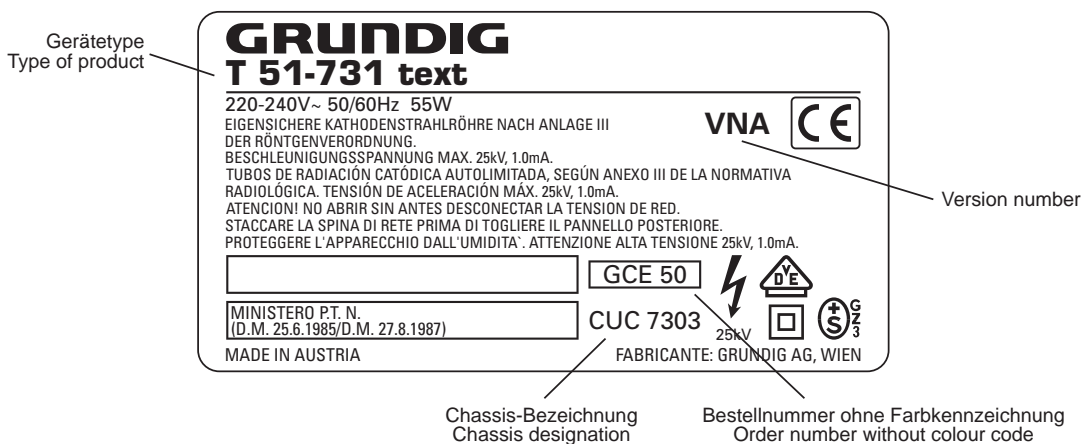 Gerätetype
Type of product
GRUNDIG
T 51-731 text
220-240V~ 50/60Hz 55W
EIGENSICHERE KATHODENSTRAHLRÖHRE NACH ANLAGE III
DER RÖNTGENVERORDNUNG.
BESCHLEUNIGUNGSSPANNUNG MAX. 25kV, 1.0mA.
TUBOS DE RADIACIÓN CATÓDICA AUTOLIMITADA, SEGÚN ANEXO III DE LA NORMATIVA
RADIOLÓGICA. TENSIÓN DE ACELERACIÓN MÁX. 25kV, 1.0mA.
ATENCION! NO ABRIR SIN ANTES DESCONECTAR LA TENSION DE RED.
STACCARE LA SPINA DI RETE PRIMA DI TOGLIERE IL PANNELLO POSTERIORE.
PROTEGGERE L'APPARECCHIO DALL'UMIDITA`. ATTENZIONE ALTA TENSIONE 25kV, 1.0mA.
VNA CE
Version number
GCE 50
DVE
MINISTERO P.T. N.
(D.M. 25.6.1985/D.M. 27.8.1987)
CUC 7303
25kV
+S
GZ3
MADE IN AUSTRIA
FABRICANTE: GRUNDIG AG, WIEN
Chassis-Bezeichnung
Chassis designation
Bestellnummer ohne Farbkennzeichnung
Order number without colour code